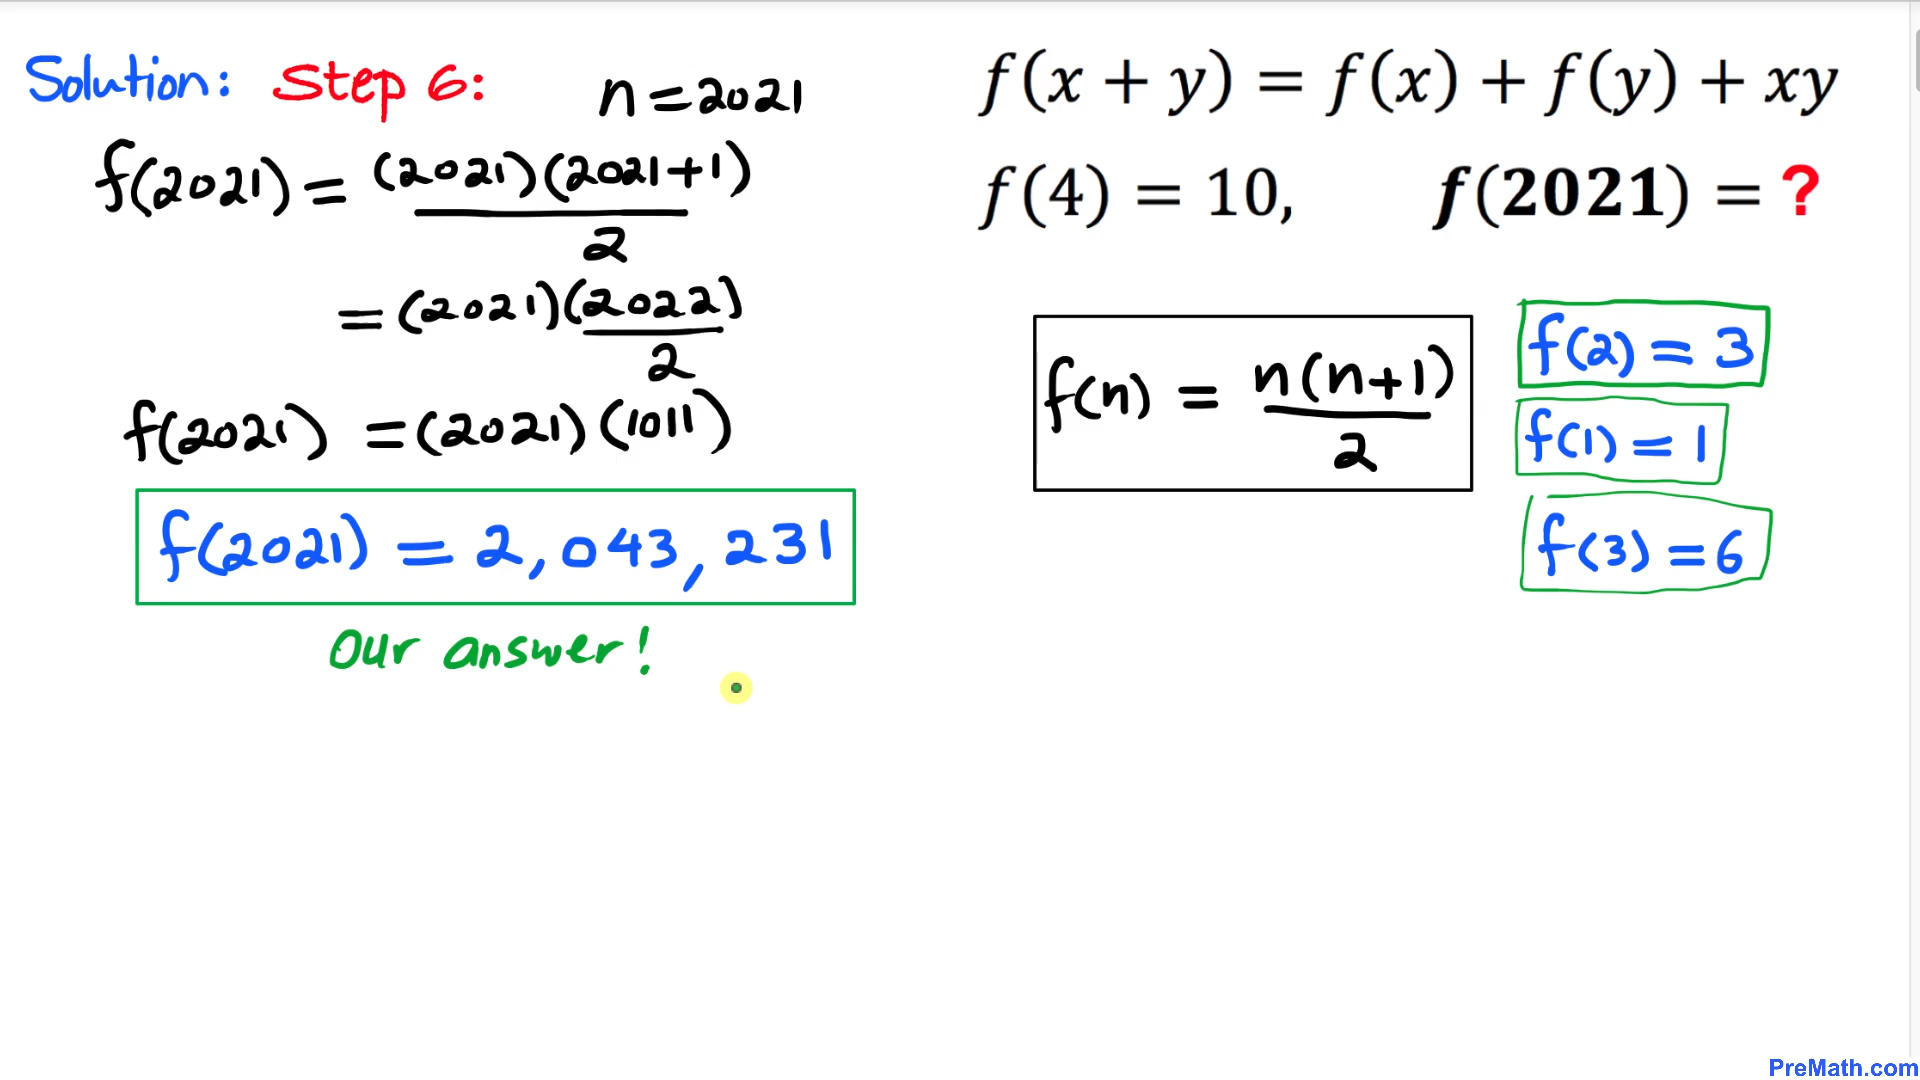 Solution: Step 6:
n = 2021
f(2021) = (2021)(2021+1)
2
= (2021)(2022)
2
f(2021) = (2021)(1011)
f(2021) = 2,043,231
our answer!
f(x + y) = f(x) + f(y) + xy
f(4) = 10, f(2021) = ?
f(n) = n(n+1)
2
f(2) = 3
f(1) = 1
f(3) = 6
PreMath.com